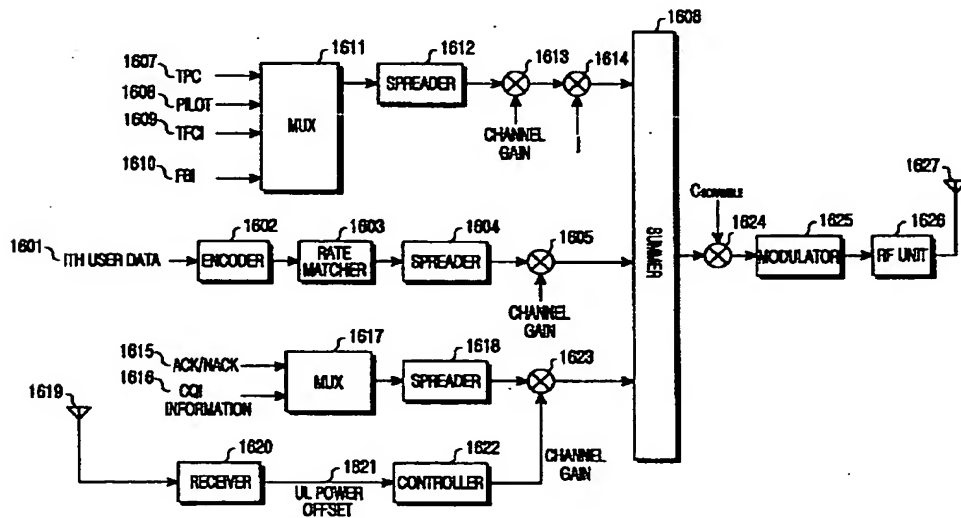 1611
1612
1613
1614
1608
1607
TPC
1608
PILOT
1609
TFCI
1610
FBI
MUX
SPREADER
CHANNEL
GAIN
j
SUMMER
1601
ITH USER DATA
1602
ENCODER
1603
RATE
MATCHER
1604
SPREADER
1605
CHANNEL
GAIN
CSCRAMBLE
1624
1625
MODULATOR
1626
RF UNIT
1627
1615
ACK/NACK
1616
CQI
INFORMATION
1617
MUX
1618
SPREADER
1623
CHANNEL
GAIN
1619
1620
RECEIVER
1621
UL POWER
OFFSET
1622
CONTROLLER